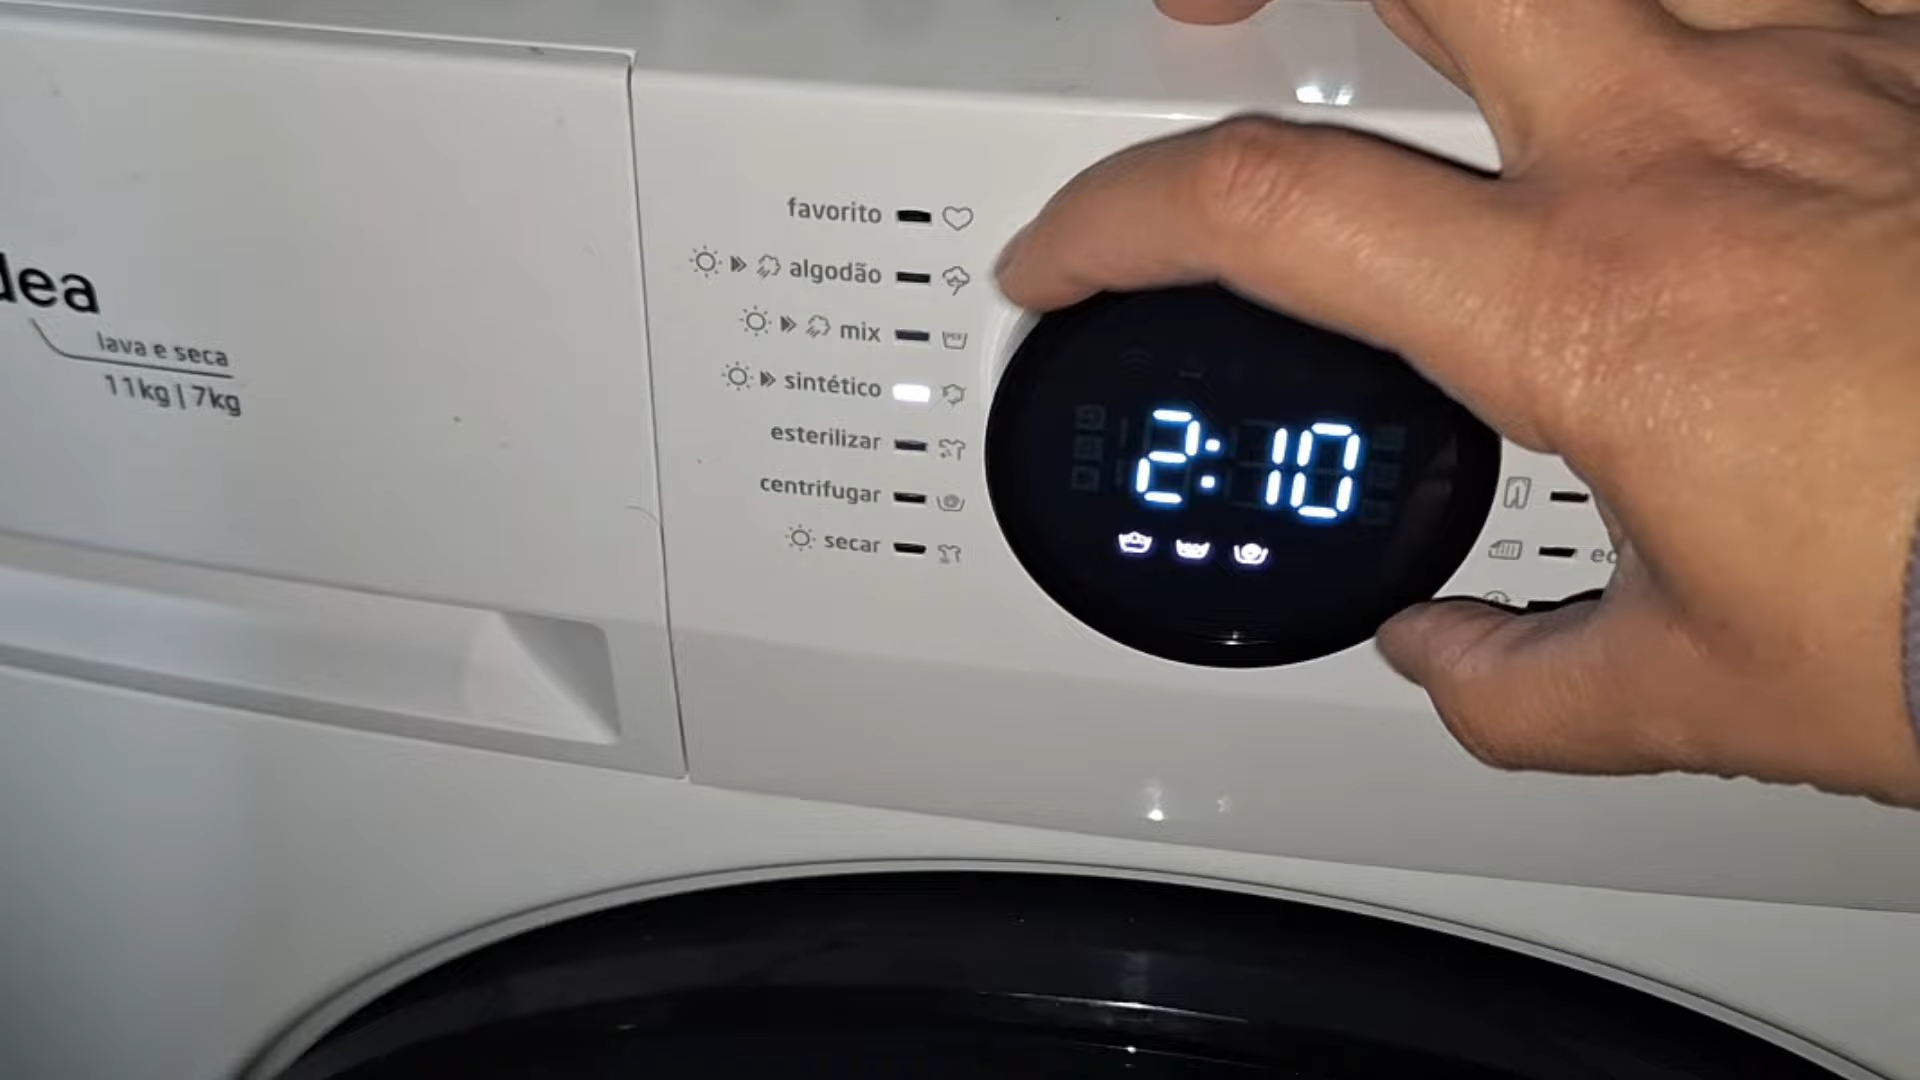 dea
lava e seca
11kg | 7kg
favorito
algodão
mix
sintético
esterilizar
centrifugar
secar
2:10